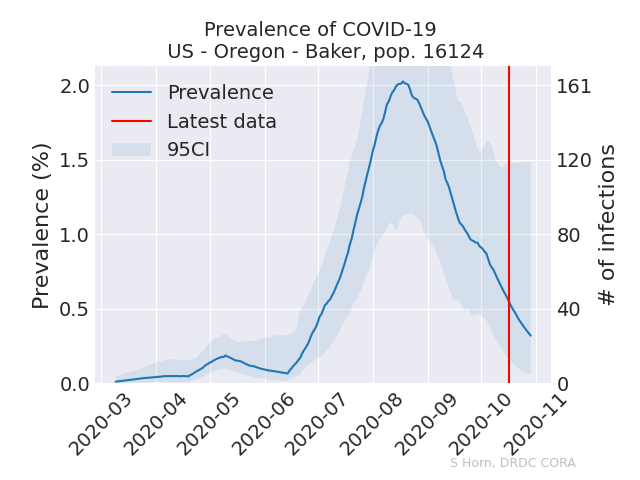 Prevalence of COVID-19
US - Oregon - Baker, pop. 16124
Prevalence
Latest data
95CI
Prevalence (%)
2.0
1.5
1.0
0.5
0.0
161
120
80
40
0
# of infections
2020-03
2020-04
2020-05
2020-06
2020-07
2020-08
2020-09
2020-10
2020-11
S Horn, DRDC CORA